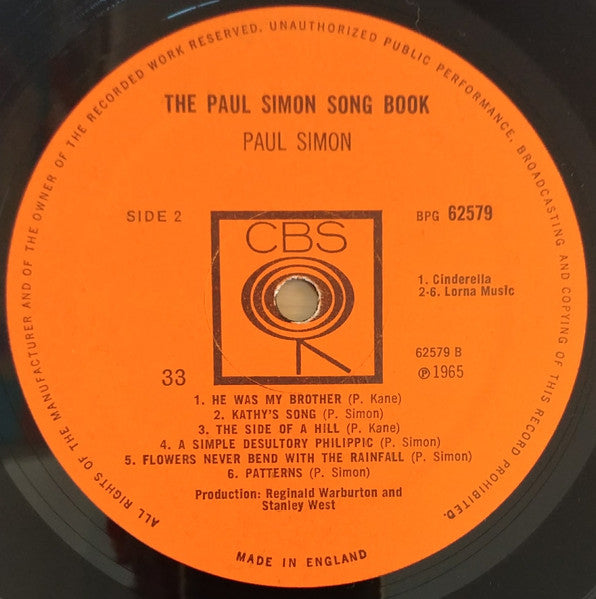 ALL RIGHTS OF THE MANUFACTURER AND OF THE OWNER OF THE RECORDED WORK RESERVED. UNAUTHORIZED PUBLIC PERFORMANCE, BROADCASTING AND COPYING OF THIS RECORD PROHIBITED.
THE PAUL SIMON SONG BOOK
PAUL SIMON
SIDE 2
BPG 62579
CBS
1. Cinderella
2-6. Lorna Music
62579 B
℗ 1965
33
1. HE WAS MY BROTHER (P. Kane)
2. KATHY'S SONG (P. Simon)
3. THE SIDE OF A HILL (P. Kane)
4. A SIMPLE DESULTORY PHILIPPIC (P. Simon)
5. FLOWERS NEVER BEND WITH THE RAINFALL (P. Simon)
6. PATTERNS (P. Simon)
Production: Reginald Warburton and
Stanley West
MADE IN ENGLAND